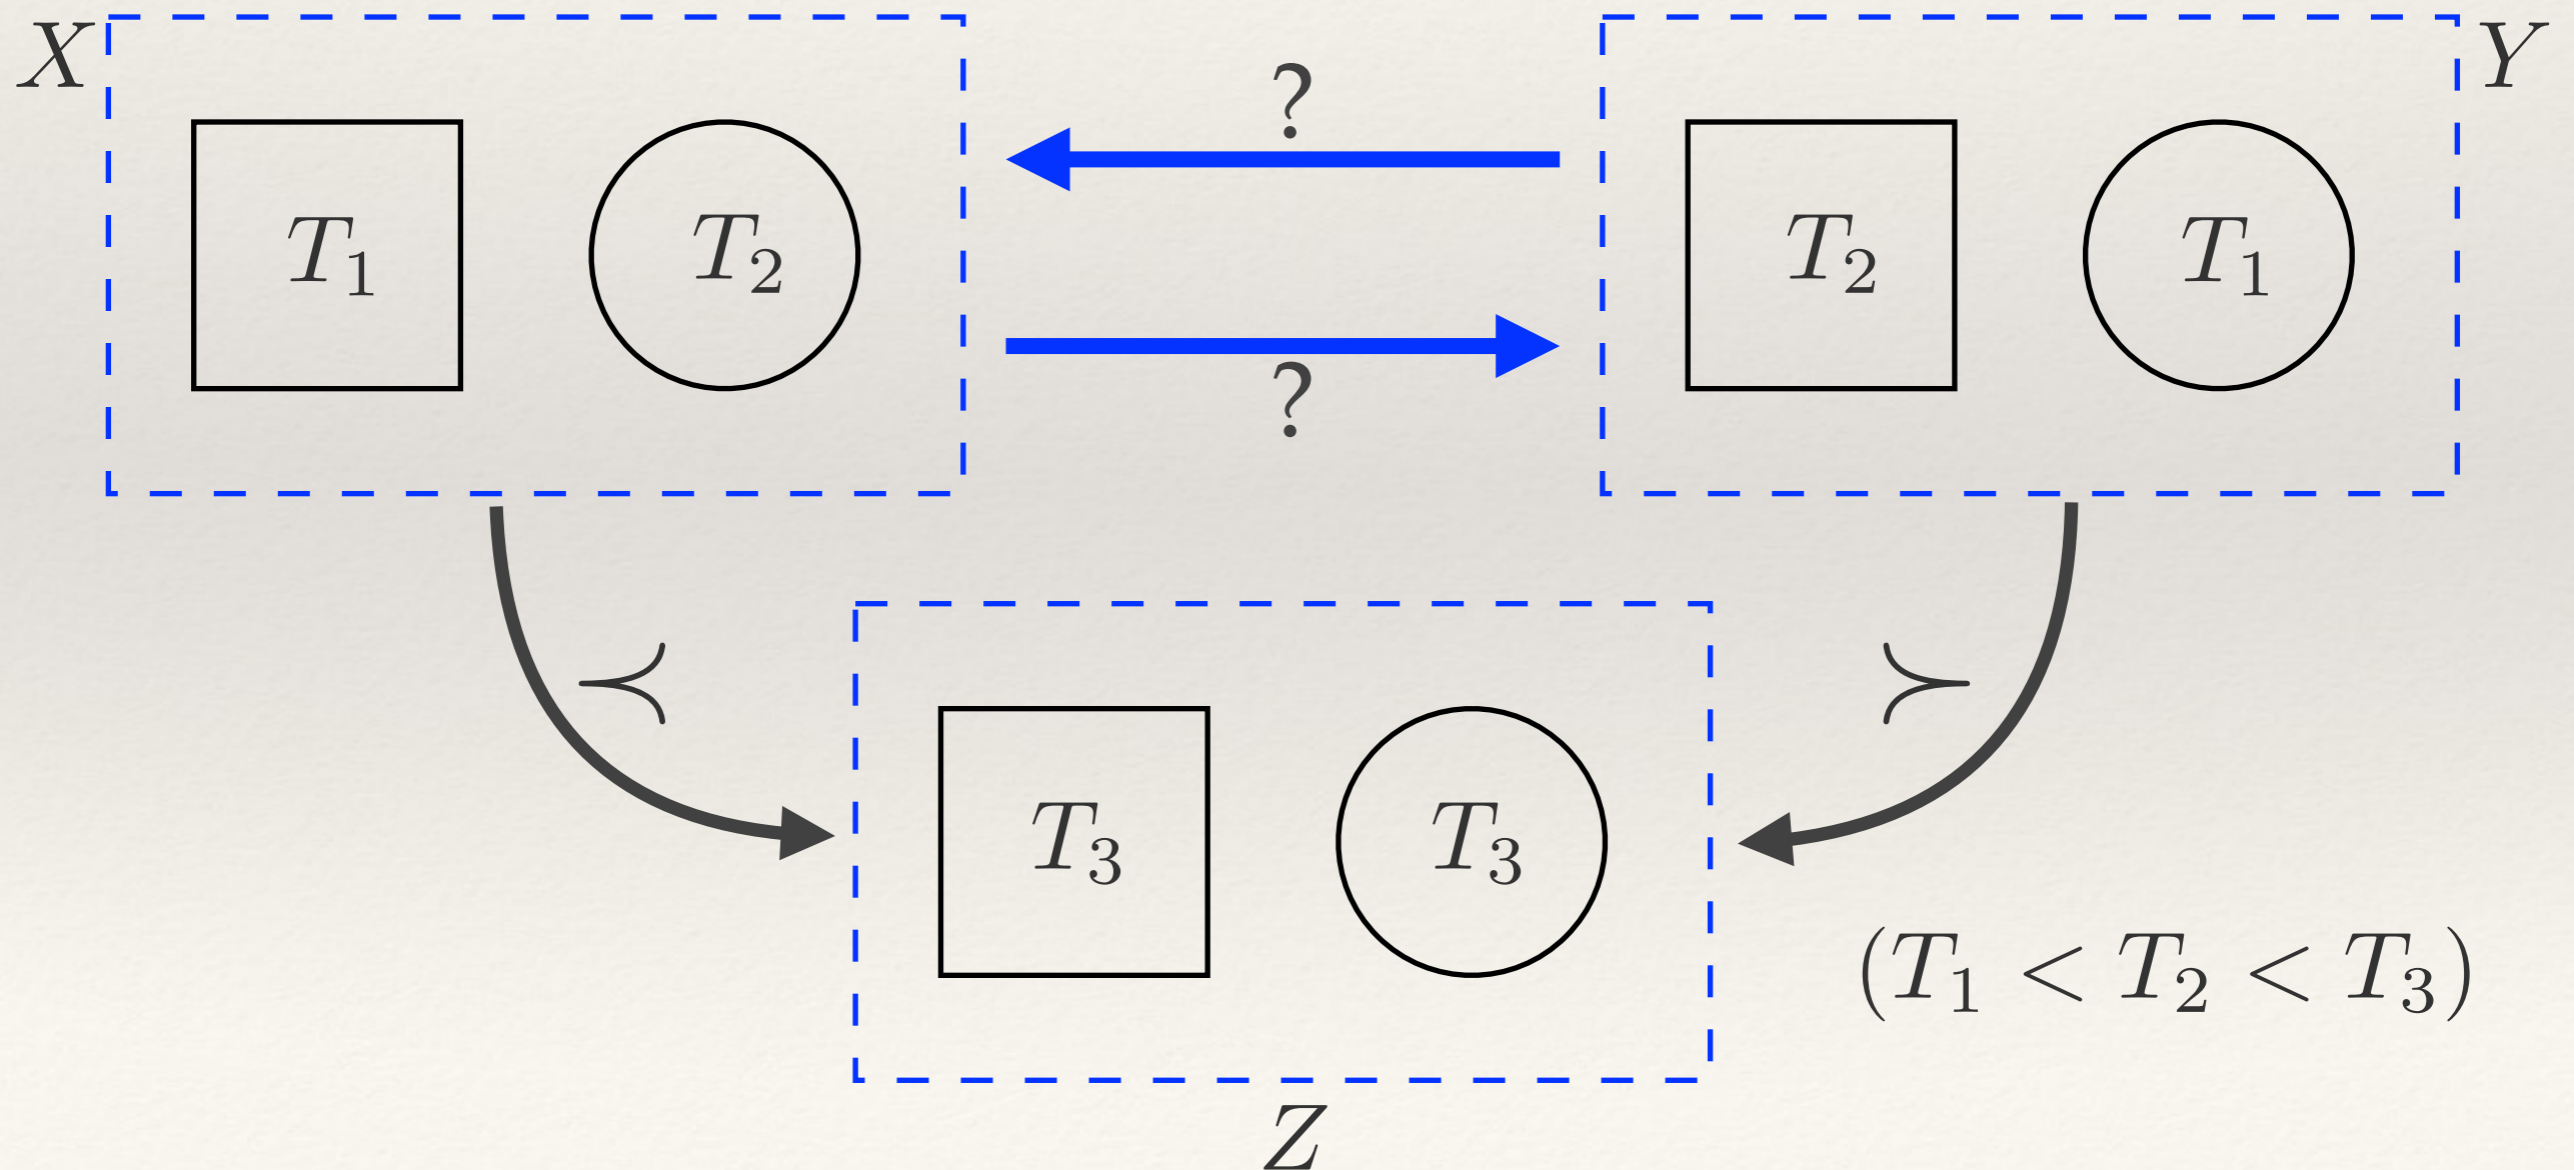 X
Y
?
T₁
T₂
T₂
T₁
?
≺
≻
T₃
T₃
(T₁ < T₂ < T₃)
Z